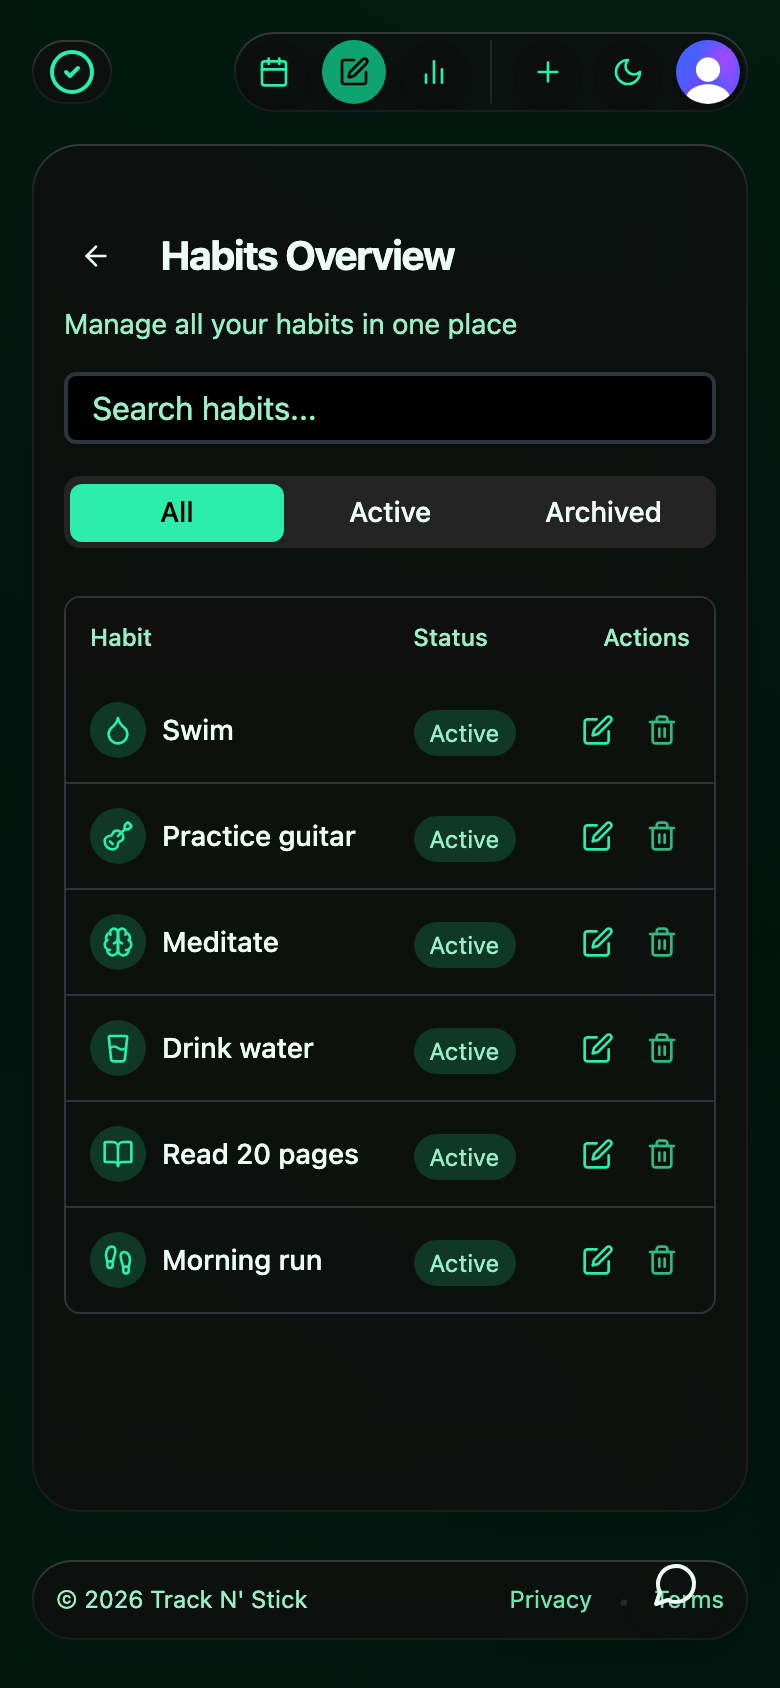 Habits Overview
Manage all your habits in one place
Search habits...
All Active Archived
Habit Status Actions
Swim Active
Practice guitar Active
Meditate Active
Drink water Active
Read 20 pages Active
Morning run Active
© 2026 Track N' Stick Privacy • Terms